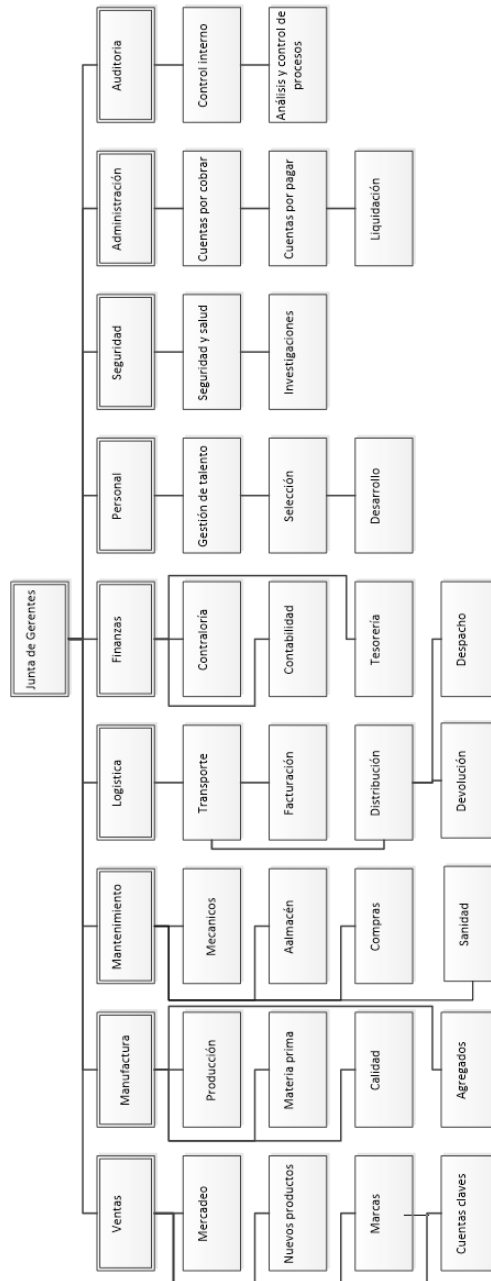 Junta de Gerentes
Ventas
Manufactura
Mantenimiento
Logistica
Finanzas
Personal
Seguridad
Administración
Auditoria
Mercadeo
Producción
Mecanicos
Transporte
Contraloría
Gestión de talento
Seguridad y salud
Cuentas por cobrar
Control interno
Nuevos productos
Materia prima
Aalmacén
Facturación
Contabilidad
Selección
Investigaciones
Cuentas por pagar
Análisis y control de
procesos
Marcas
Calidad
Compras
Distribución
Tesorería
Desarrollo
Liquidación
Cuentas claves
Agregados
Sanidad
Devolución
Despacho